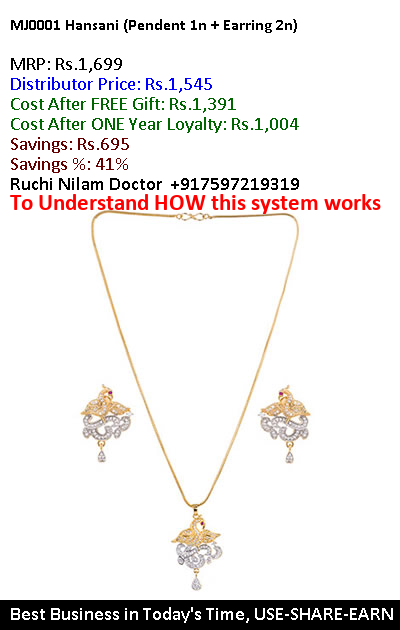 MJ0001 Hansani (Pendent 1n + Earring 2n)
MRP: Rs.1,699
Distributor Price: Rs.1,545
Cost After FREE Gift: Rs.1,391
Cost After ONE Year Loyalty: Rs.1,004
Savings: Rs.695
Savings %: 41%
Ruchi Nilam Doctor +917597219319
To Understand HOW this system works
Best Business in Today's Time, USE-SHARE-EARN